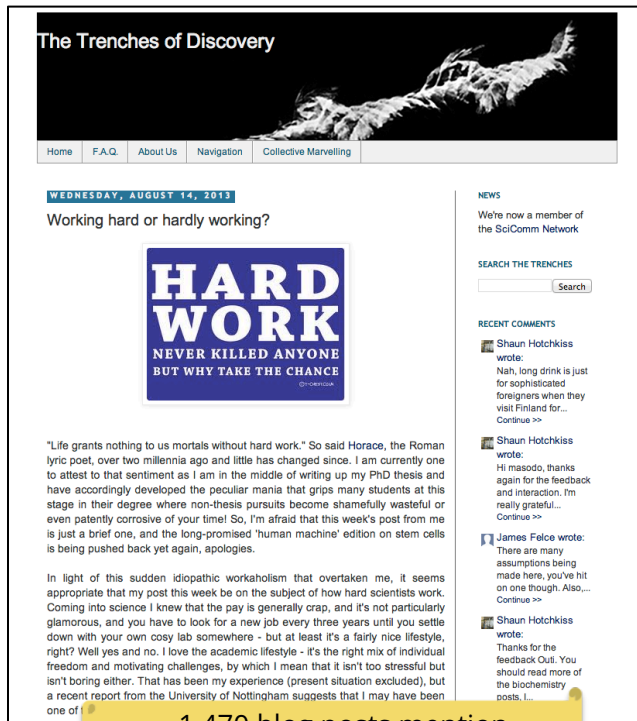 The Trenches of Discovery
Home
F.A.Q.
About Us
Navigation
Collective Marvelling
WEDNESDAY, AUGUST 14, 2013
Working hard or hardly working?
HARD
WORK
NEVER KILLED ANYONE
BUT WHY TAKE THE CHANCE
"Life grants nothing to us mortals without hard work." So said Horace, the Roman
lyric poet, over two millennia ago and little has changed since. I am currently one
to attest to that sentiment as I am in the middle of writing up my PhD thesis and
have accordingly developed the peculiar mania that grips many students at this
stage in their degree where non-thesis pursuits become shamefully wasteful or
even patently corrosive of your time! So, I'm afraid that this week's post from me
is just a brief one, and the long-promised 'human machine' edition on stem cells
is being pushed back yet again, apologies.
In light of this sudden idiopathic workaholism that overtaken me, it seems
appropriate that my post this week be on the subject of how hard scientists work.
Coming into science I knew that the pay is generally crap, and it's not particularly
glamorous, and you have to look for a new job every three years until you settle
down with your own cosy lab somewhere - but at least it's a fairly nice lifestyle,
right? Well yes and no. I love the academic lifestyle - it's the right mix of individual
freedom and motivating challenges, by which I mean that it isn't too stressful but
isn't boring either. That has been my experience (present situation excluded), but
a recent report from the University of Nottingham suggests that I may have been
one of
NEWS
We're now a member of
the SciComm Network
SEARCH THE TRENCHES
Search
RECENT COMMENTS
Shaun Hotchkiss
wrote:
Nah, long drink is just
for sophisticated
foreigners when they
visit Finland for...
Continue >>
Shaun Hotchkiss
wrote:
Hi masodo, thanks
again for the feedback
and interaction. I'm
really grateful...
Continue >>
James Felce wrote:
There are many
assumptions being
made here, you've hit
on one though. Also,...
Continue >>
Shaun Hotchkiss
wrote:
Thanks for the
feedback Outi. You
should read more of
the biochemistry
posts, I...
1,470 blog posts mention